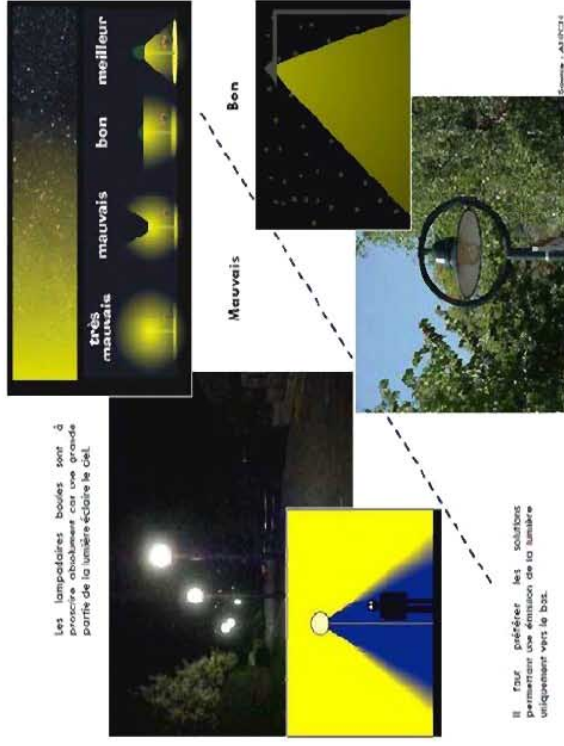 Les lampadaires boules sont à
proscrire absolument car une grande
partie de la lumière éclaire le ciel.
très
mauvais
mauvais
bon
meilleur
Mauvais
Bon
Il faut préférer les solutions
permettant une émission de la lumière
uniquement vers le bas.
Source : ANPCN